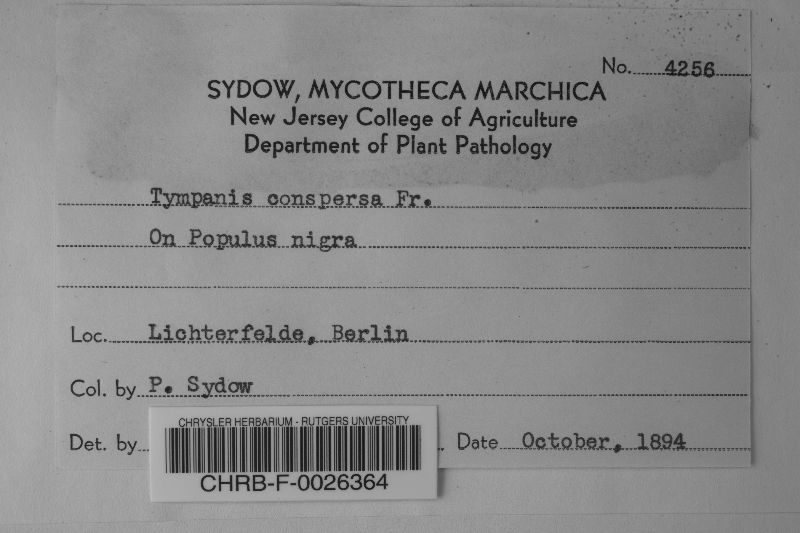 No. 4256
SYDOW, MYCOTHECA MARCHICA
New Jersey College of Agriculture
Department of Plant Pathology
Tympanis conspersa Fr.
On Populus nigra
Loc. Lichterfelde, Berlin
Col. by P. Sydow
Det. by Date October, 1894
CHRYSLER HERBARIUM - RUTGERS UNIVERSITY
CHRB-F-0026364